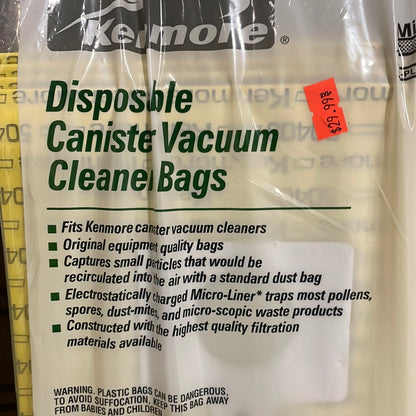 Kenmore®
Disposble
Caniste Vacuum
Cleane Bags
$29.99
Fits Kenmore canster vacuum cleaners
Original equipment quality bags
Captures small particles that would be
recirculated into the air with a standard dust bag
Electrostatically charged Micro-Liner* traps most pollens,
spores, dust-mites, and micro-scopic waste products
Constructed with the highest quality filtration
materials available
WARNING. PLASTIC BAGS CAN BE DANGEROUS,
TO AVOID SUFFOCATION, KEEP THIS BAG AWAY
FROM BABIES AND CHILDREN